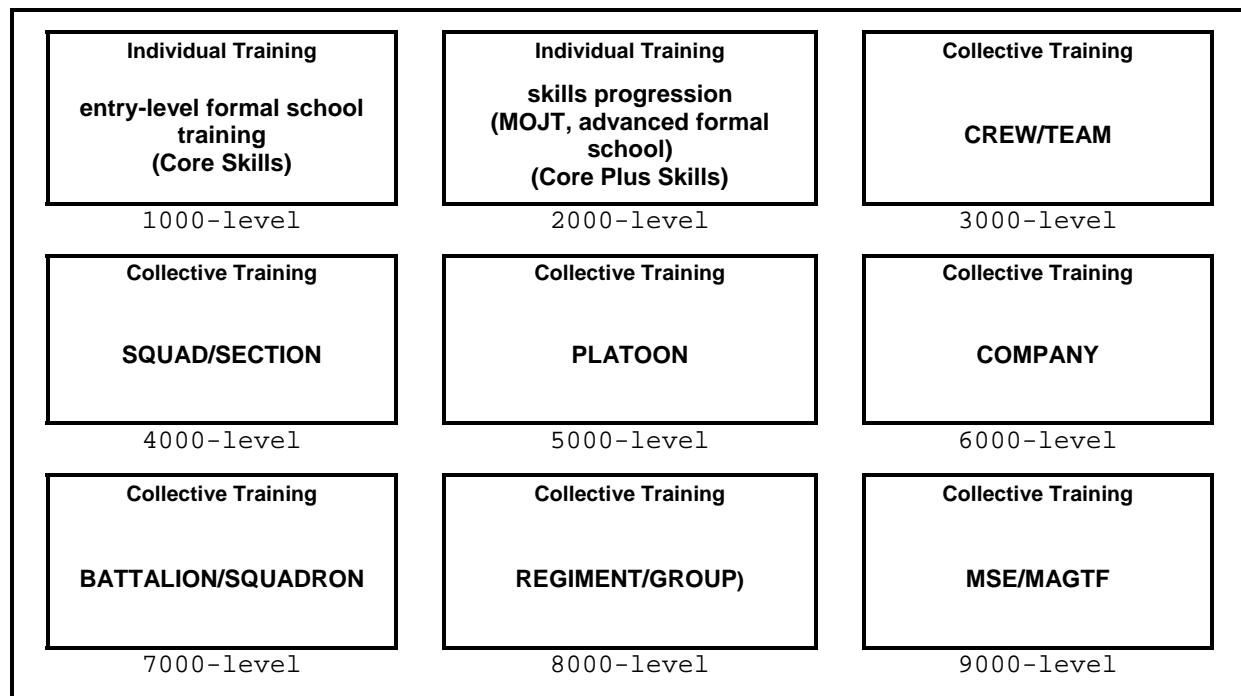 Individual Training
entry-level formal school
training
(Core Skills)
1000-level
Individual Training
skills progression
(MOJT, advanced formal
school)
(Core Plus Skills)
2000-level
Collective Training
CREW/TEAM
3000-level
Collective Training
SQUAD/SECTION
4000-level
Collective Training
PLATOON
5000-level
Collective Training
COMPANY
6000-level
Collective Training
BATTALION/SQUADRON
7000-level
Collective Training
REGIMENT/GROUP)
8000-level
Collective Training
MSE/MAGTF
9000-level